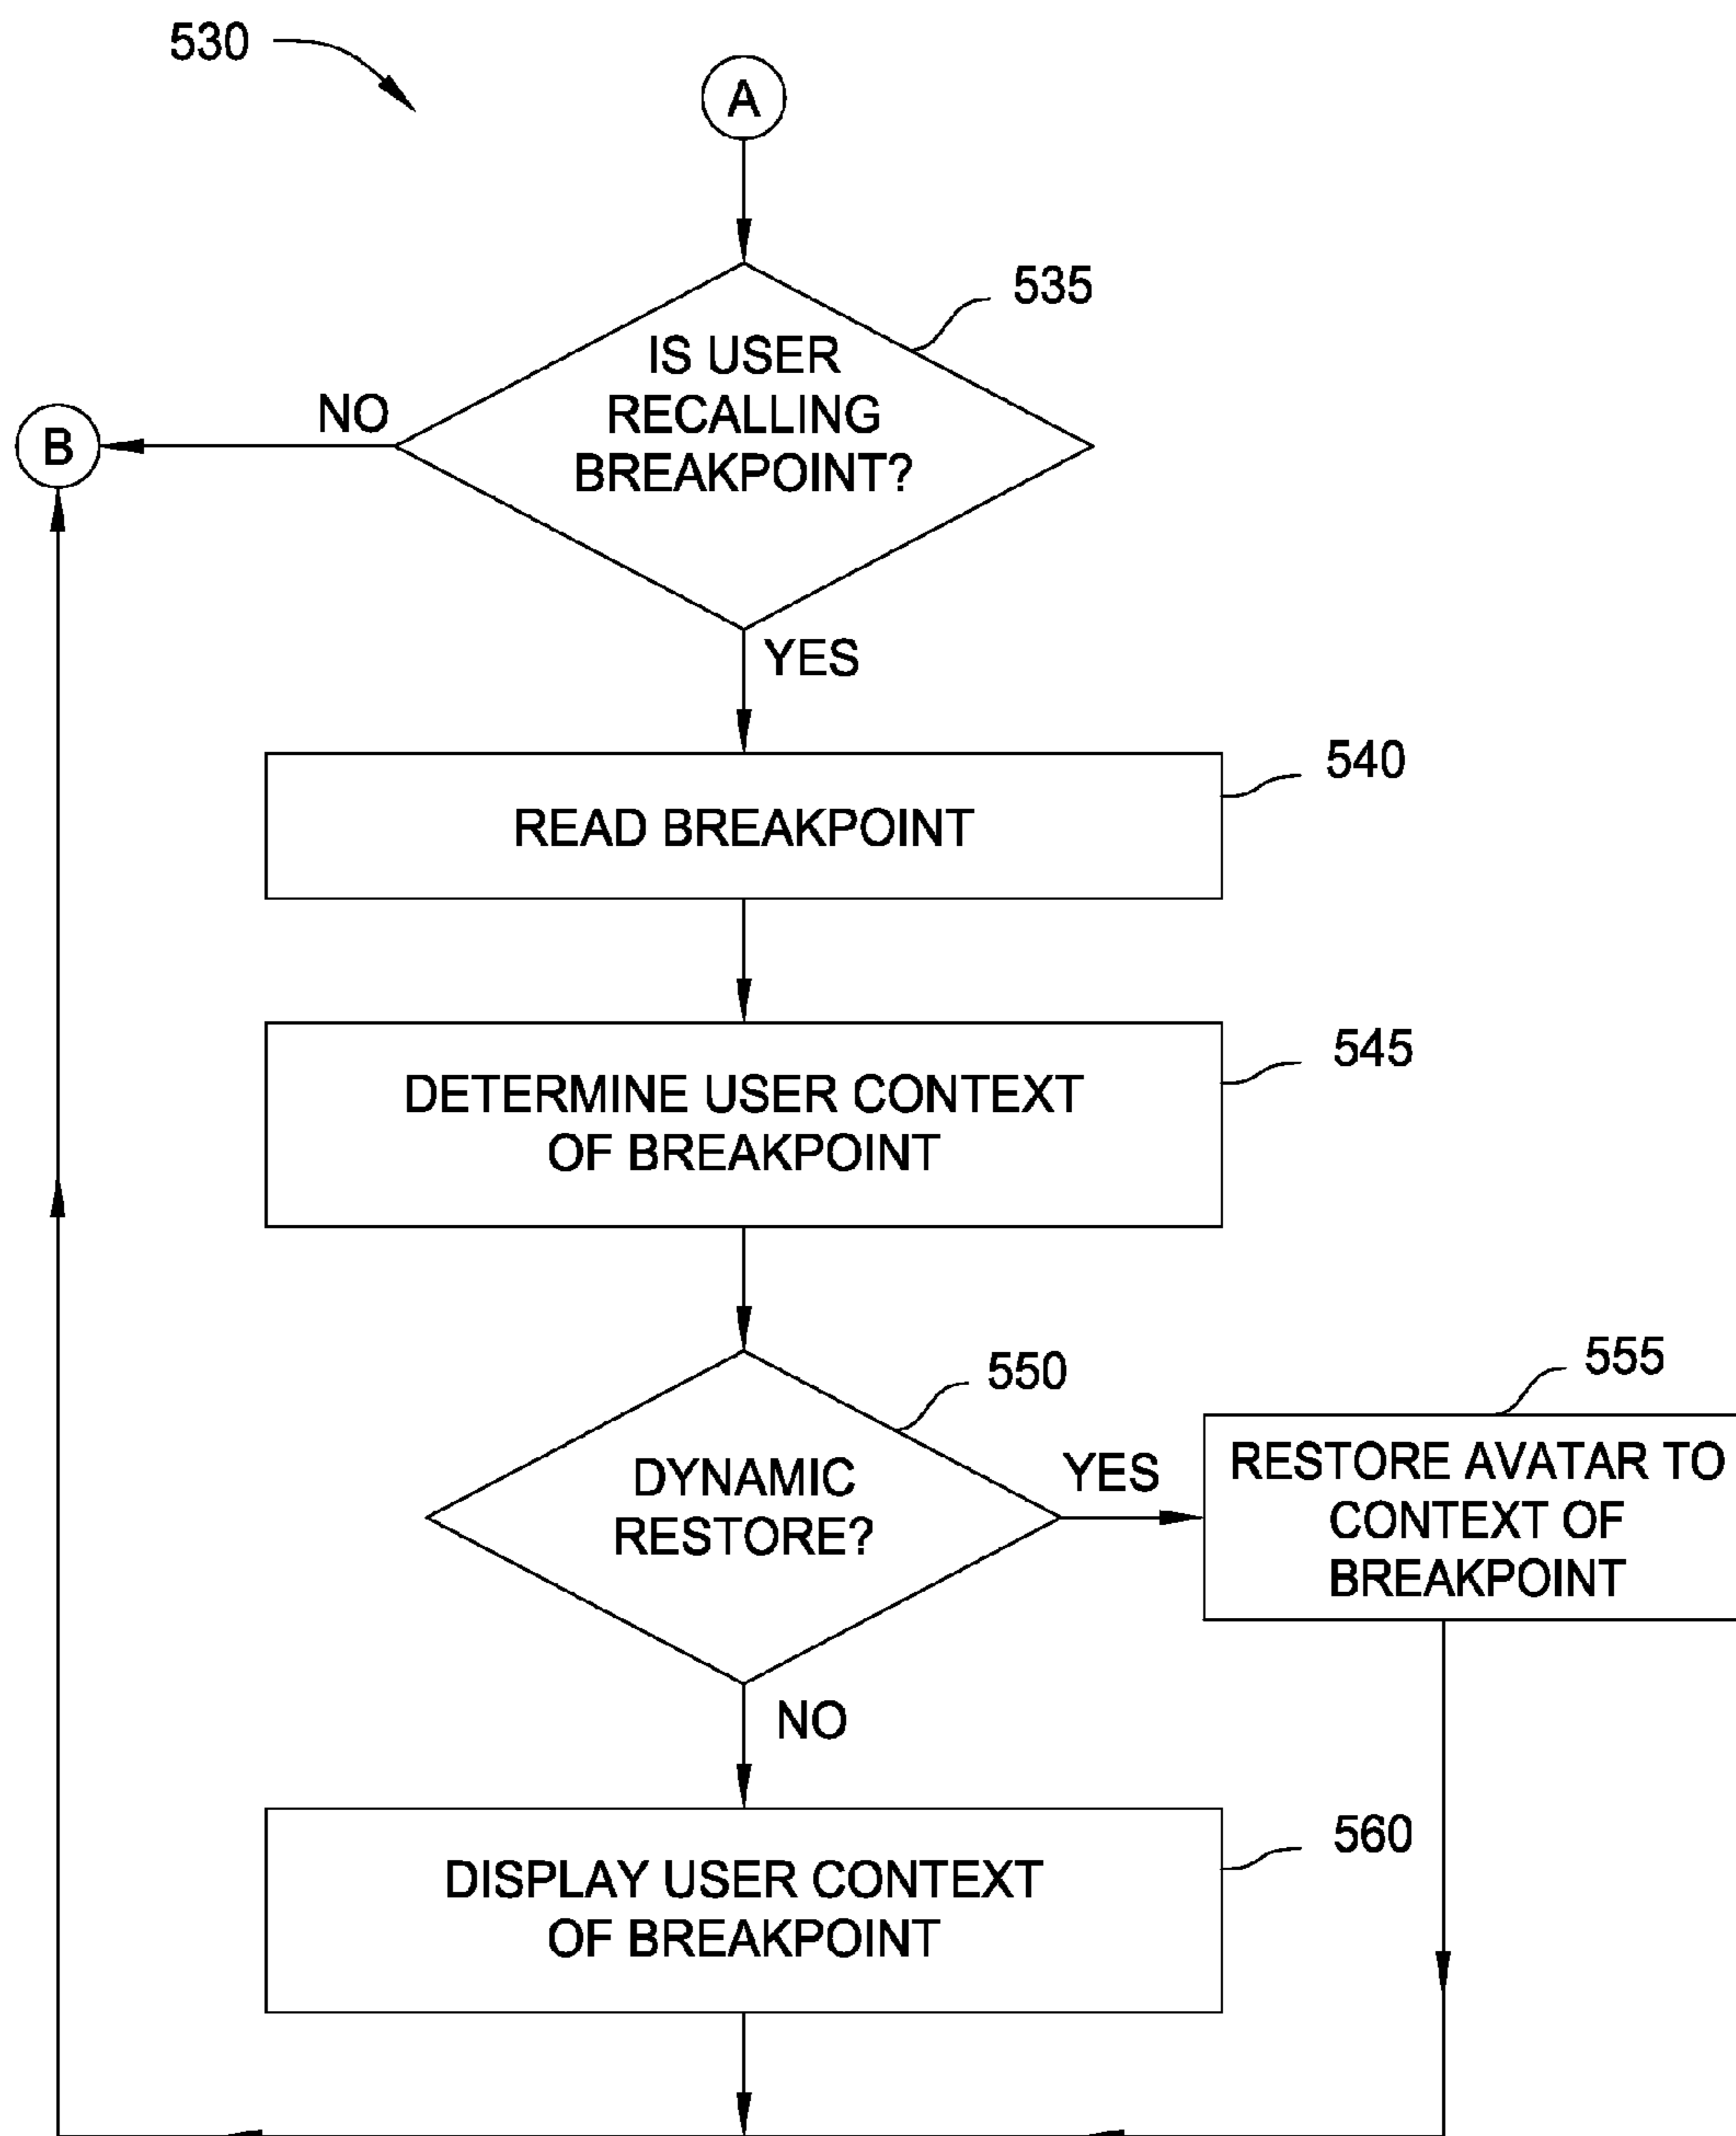 530
A
535
IS USER
RECALLING
BREAKPOINT?
NO
B
YES
540
READ BREAKPOINT
545
DETERMINE USER CONTEXT
OF BREAKPOINT
550
555
DYNAMIC
RESTORE?
YES
RESTORE AVATAR TO
CONTEXT OF
BREAKPOINT
NO
560
DISPLAY USER CONTEXT
OF BREAKPOINT